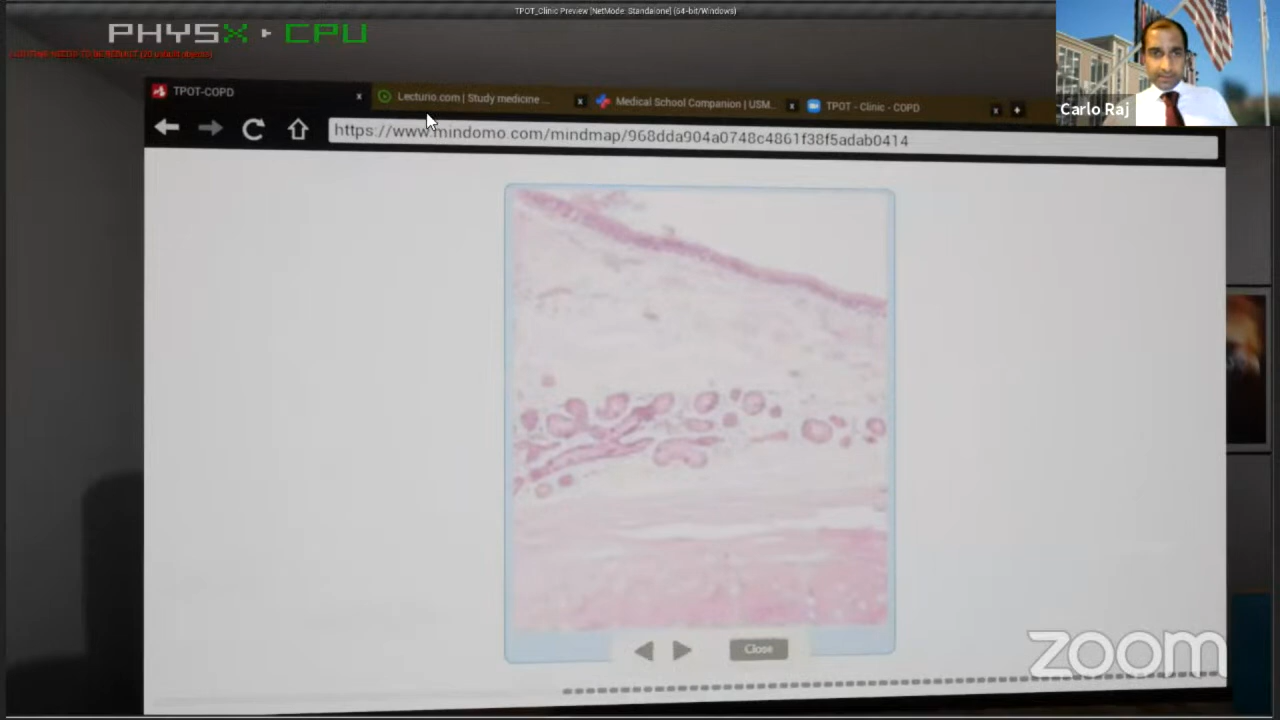 TPOT_Clinic Preview [NetMode: Standalone] (64-bit/Windows)
PHYSX ▸ CPU
Carlo Raj
TPOT-COPD x Lecturio.com | Study medicine ... x Medical School Companion | USM... x TPOT - Clinic - COPD x +
https://www.mindomo.com/mindmap/968dda904a0748c4861f38f5adab0414
Close
zoom